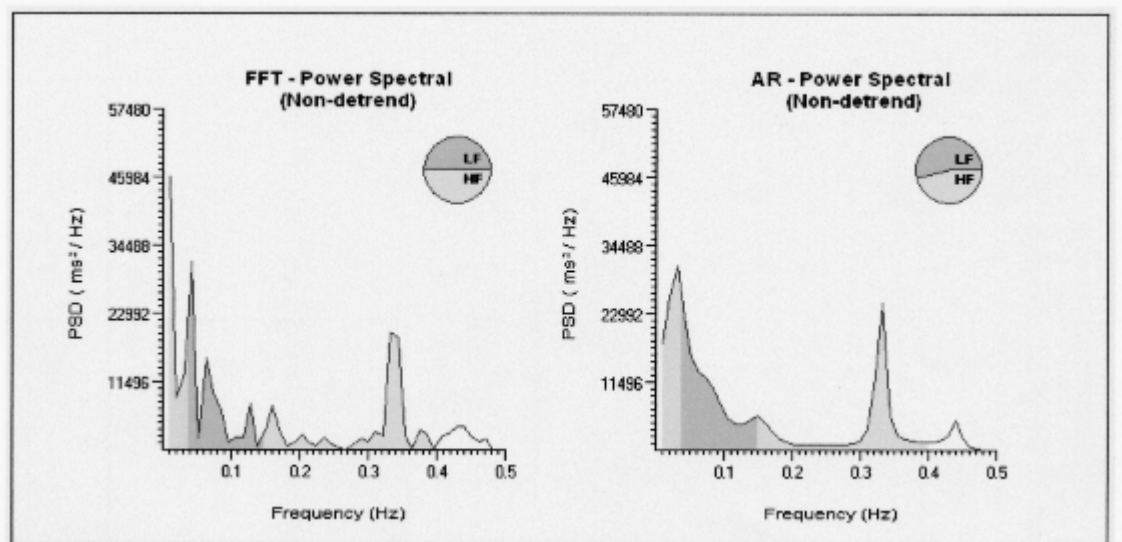 FFT - Power Spectral
(Non-detrend)
57480
45984
34488
22992
11496
PSD ( ms² / Hz)
LF
HF
0.1
0.2
0.3
0.4
0.5
Frequency (Hz)
AR - Power Spectral
(Non-detrend)
57480
45984
34488
22992
11496
PSD ( ms² / Hz)
LF
HF
0.1
0.2
0.3
0.4
0.5
Frequency (Hz)